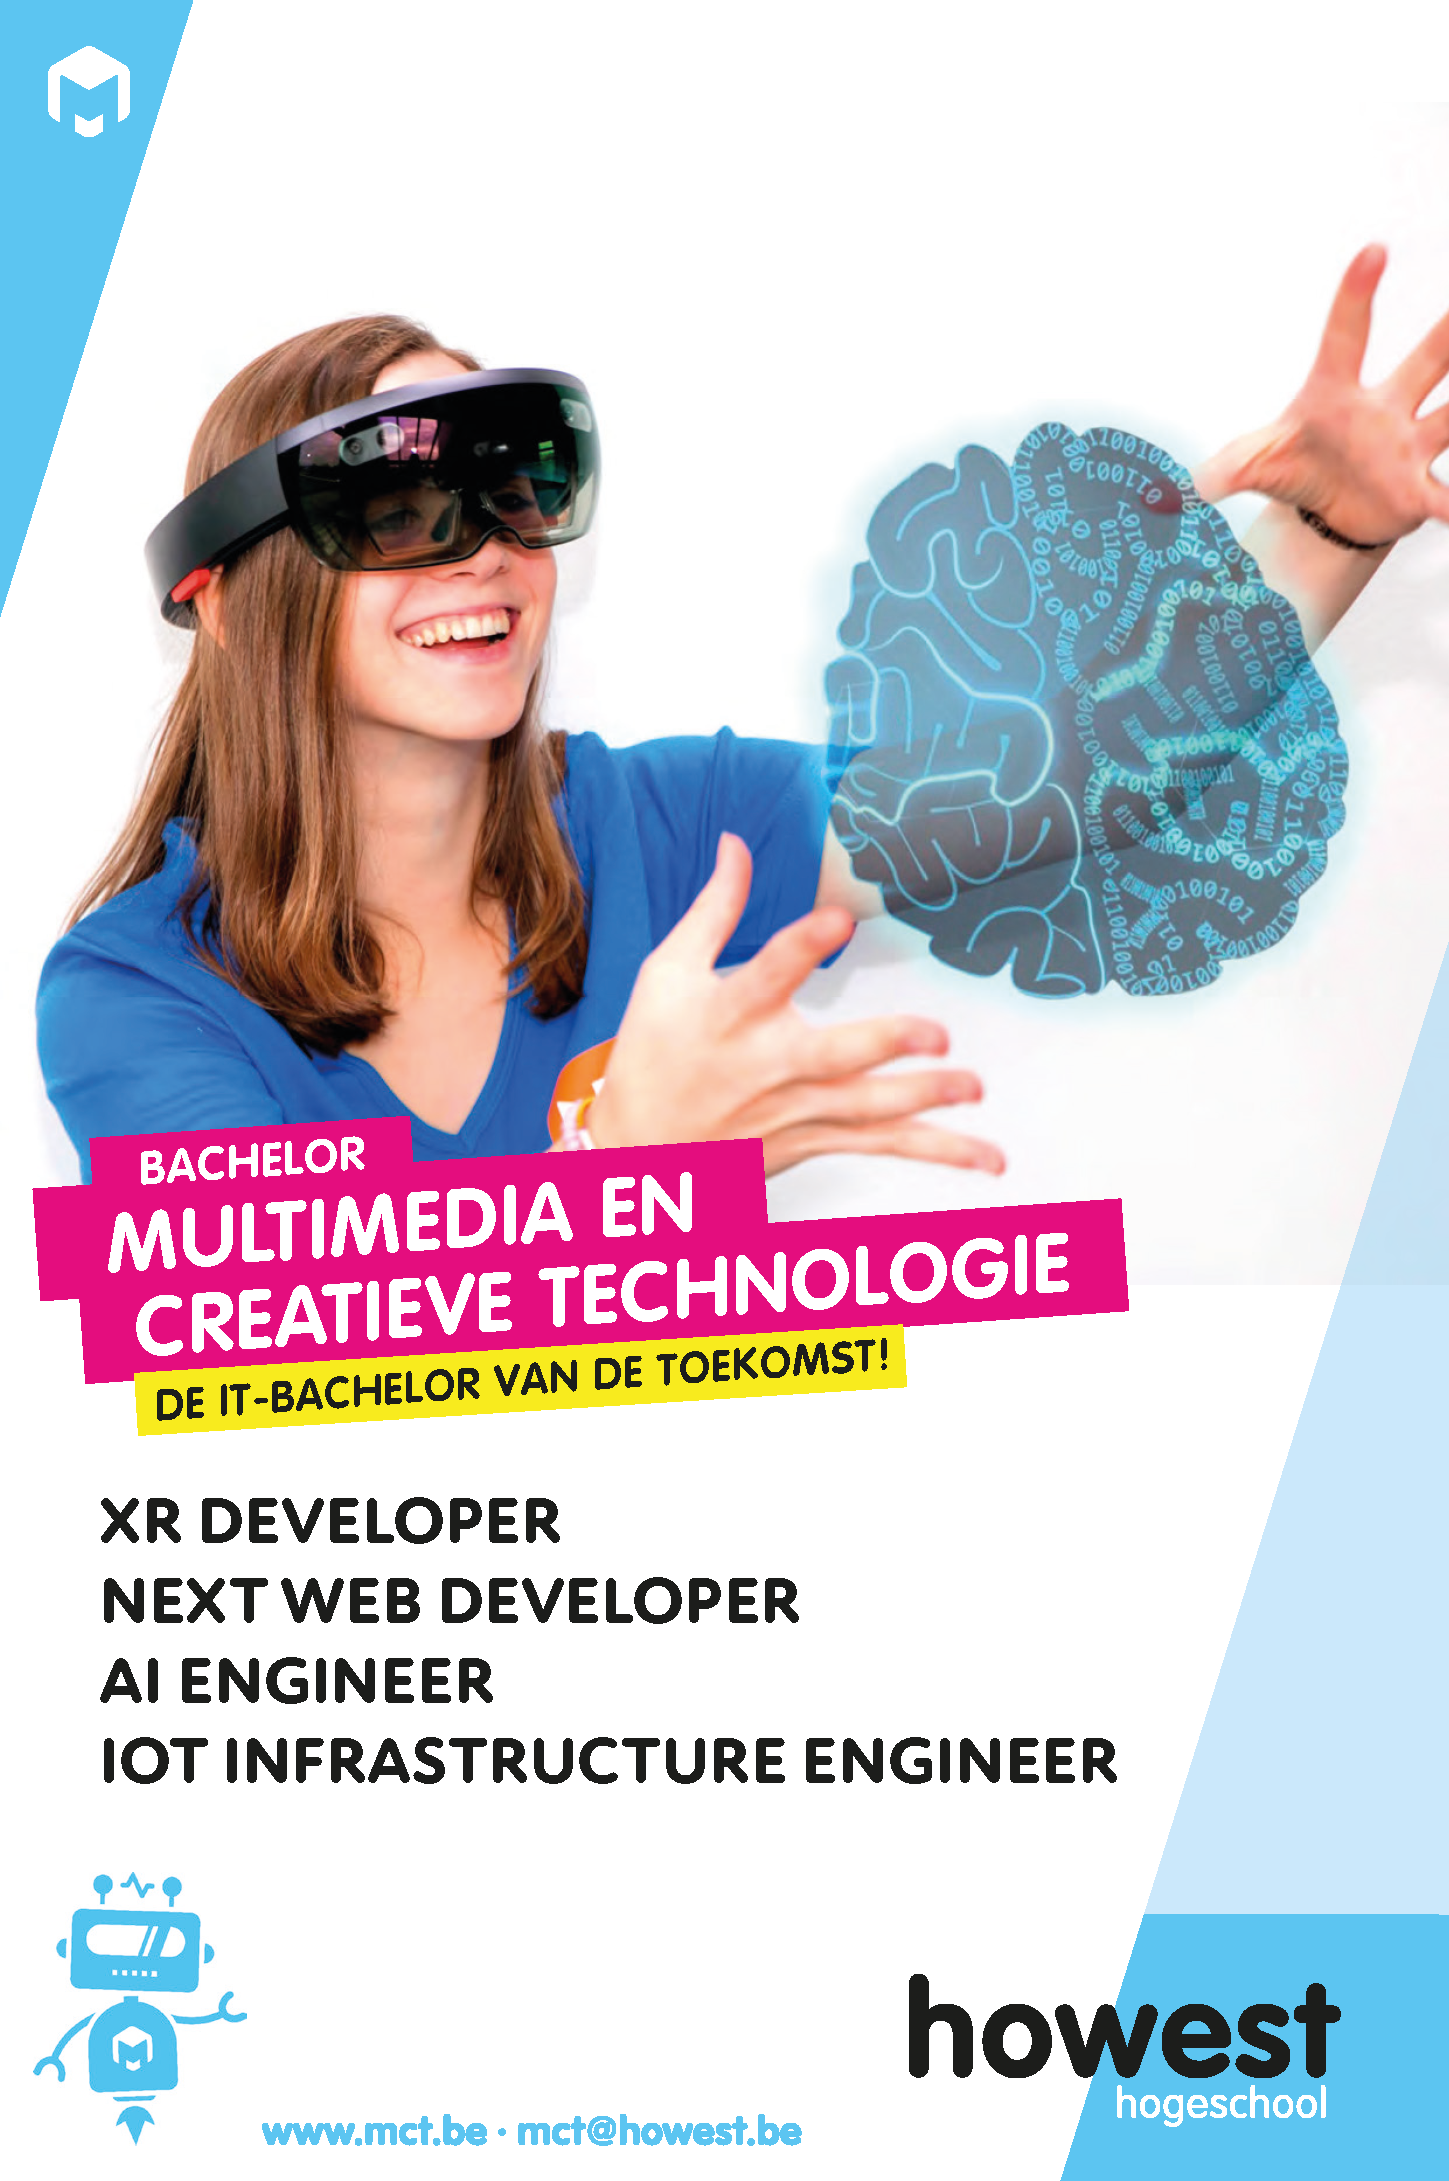 BACHELOR
MULTIMEDIA EN
CREATIEVE TECHNOLOGIE
DE IT-BACHELOR VAN DE TOEKOMST!
XR DEVELOPER
NEXT WEB DEVELOPER
AI ENGINEER
IOT INFRASTRUCTURE ENGINEER
howest
hogeschool
www.mct.be • mct@howest.be